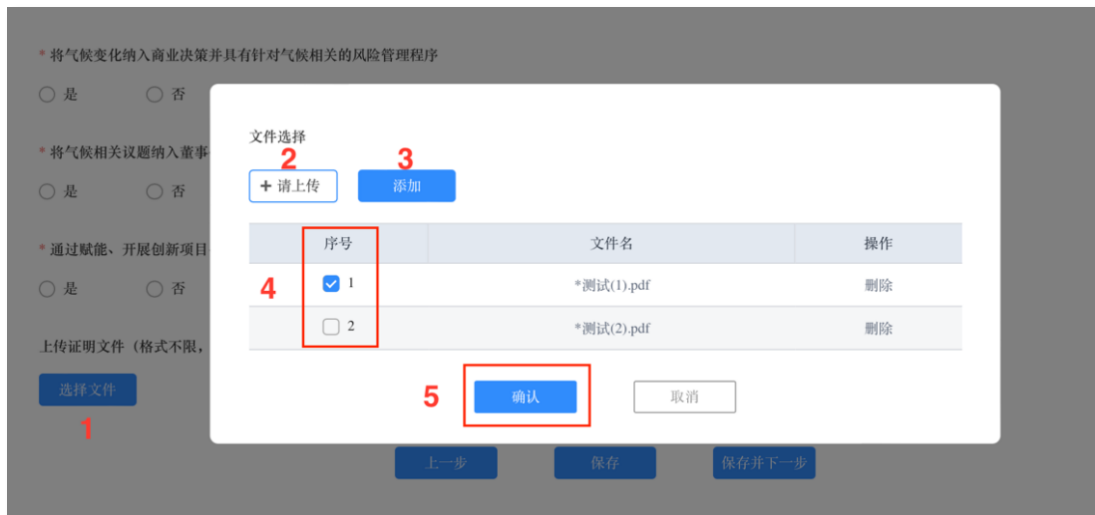 * 将气候变化纳入商业决策并具有针对气候相关的风险管理程序
是 否
* 将气候相关议题纳入董事
是 否
* 通过赋能、开展创新项目
是 否
上传证明文件（格式不限，
选择文件
1
文件选择
2 3
+ 请上传 添加
序号 文件名 操作
4
1 *测试(1).pdf 删除
2 *测试(2).pdf 删除
5 确认 取消
上一步 保存 保存并下一步